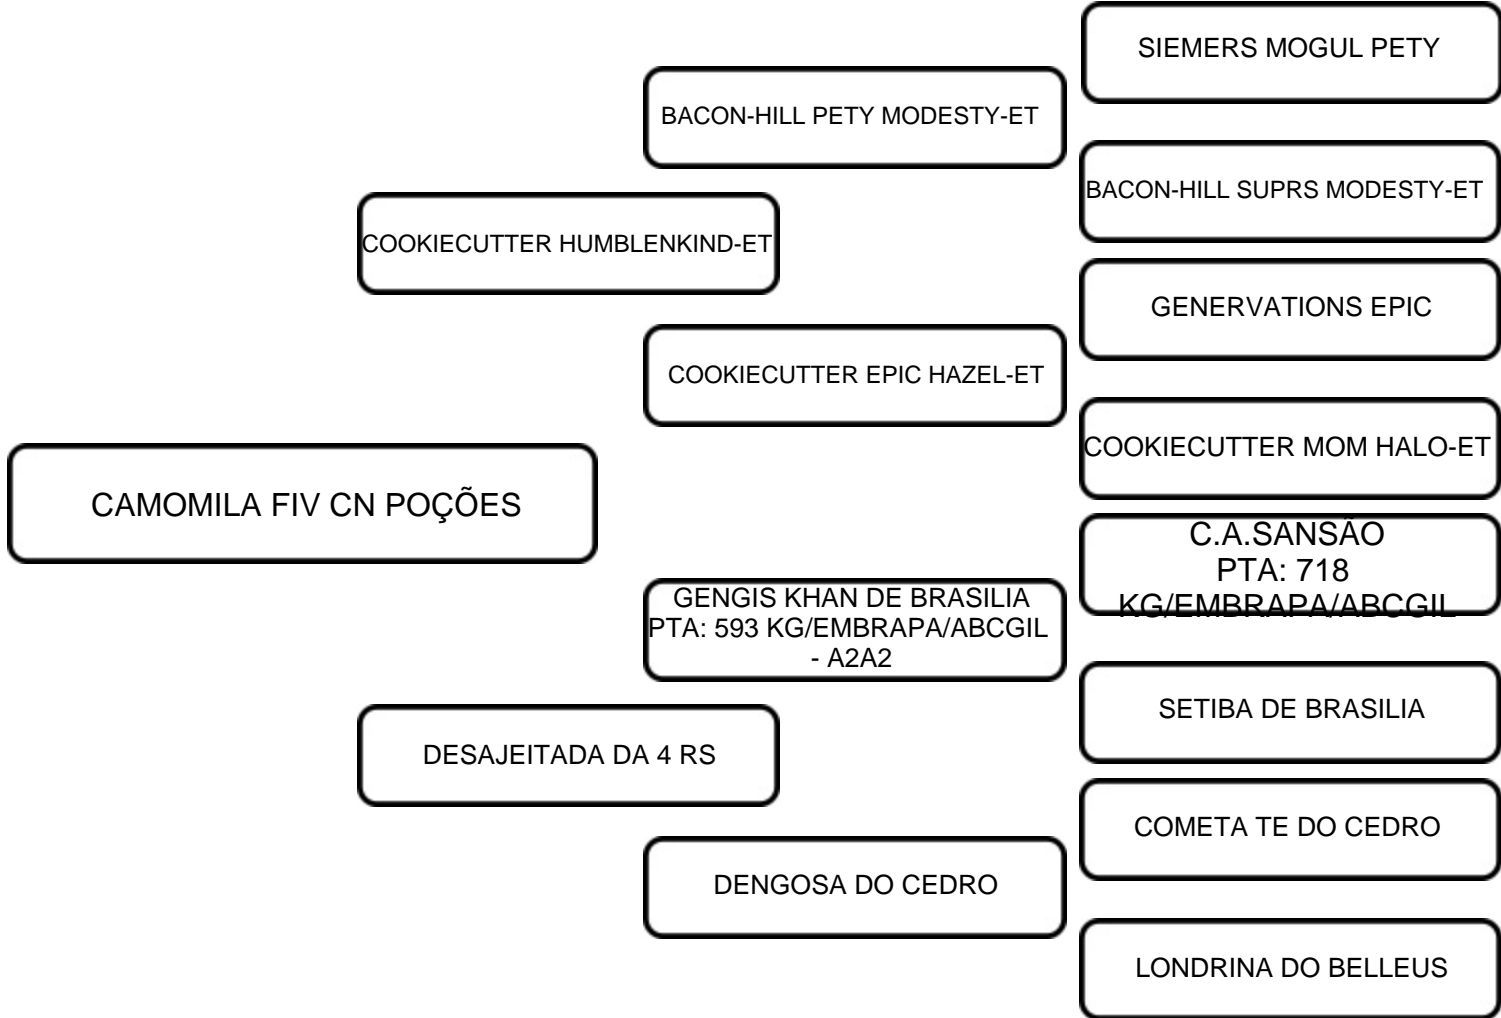 SIEMERS MOGUL PETY
BACON-HILL PETY MODESTY-ET
BACON-HILL SUPRS MODESTY-ET
COOKIECUTTER HUMBLENKIND-ET
GENERVATIONS EPIC
COOKIECUTTER EPIC HAZEL-ET
COOKIECUTTER MOM HALO-ET
CAMOMILA FIV CN POÇÕES
C.A.SANSÃO
PTA: 718
KG/EMBRAPA/ABCGIL
GENGIS KHAN DE BRASILIA
PTA: 593 KG/EMBRAPA/ABCGIL
- A2A2
SETIBA DE BRASILIA
DESAJEITADA DA 4 RS
COMETA TE DO CEDRO
DENGOSA DO CEDRO
LONDRINA DO BELLEUS